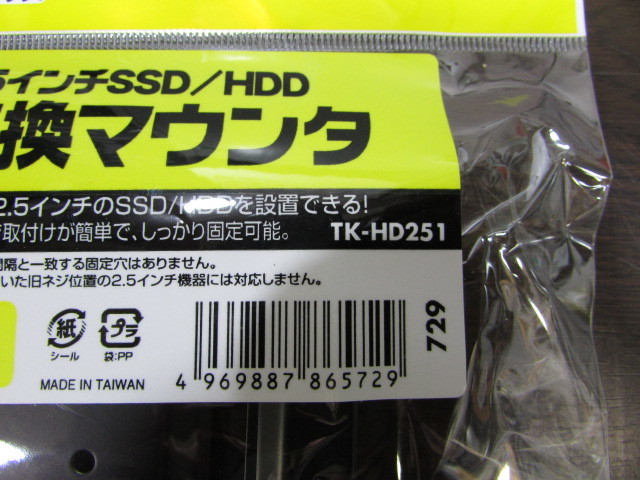 5インチSSD/HDD
換マウンタ
2.5インチのSSD/HDDを設置できる!
取付けが簡単で、しっかり固定可能。 TK-HD251
間隔と一致する固定穴はありません。
いた旧ネジ位置の2.5インチ機器には対応しません。
紙 プラ
シール 袋:PP
MADE IN TAIWAN
4 969887 865729
729